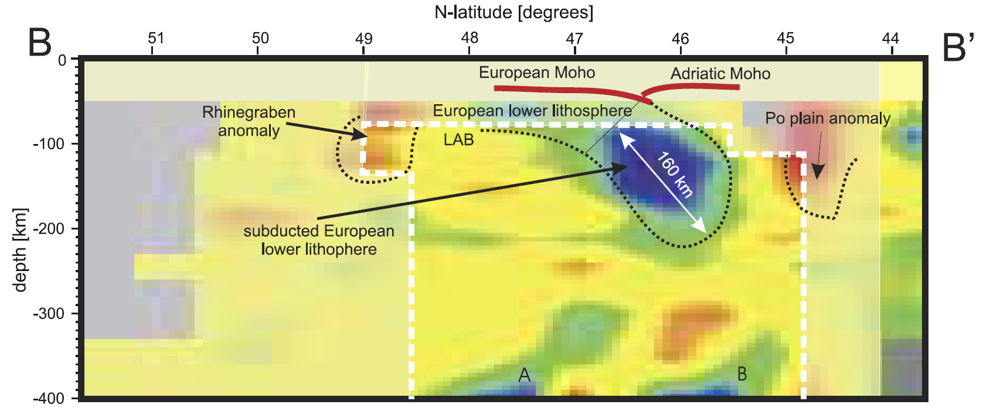 N-latitude [degrees]
B
51
50
49
48
47
46
45
44
B'
0
-100
-200
-300
-400
depth [km]
European Moho
Adriatic Moho
Rhinegraben
anomaly
European lower lithosphere
Po plain anomaly
LAB
160 km
subducted European
lower lithophere
A
B